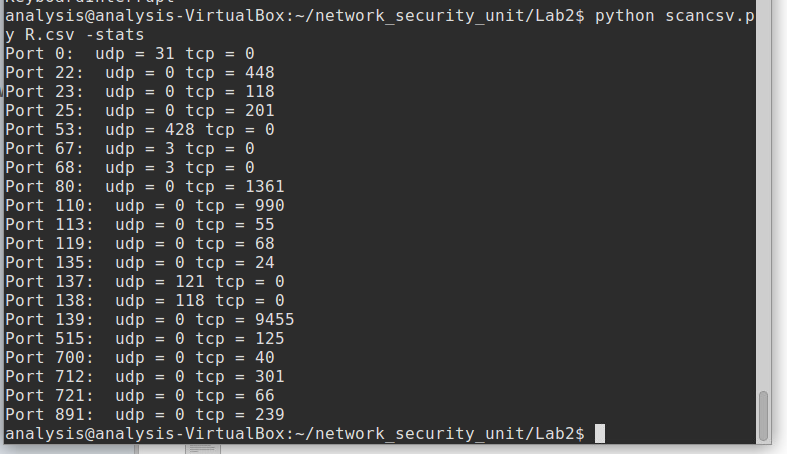 analysis@analysis-VirtualBox:~/network_security_unit/Lab2$ python scancsv.p
y R.csv -stats
Port 0:  udp = 31 tcp = 0
Port 22:  udp = 0 tcp = 448
Port 23:  udp = 0 tcp = 118
Port 25:  udp = 0 tcp = 201
Port 53:  udp = 428 tcp = 0
Port 67:  udp = 3 tcp = 0
Port 68:  udp = 3 tcp = 0
Port 80:  udp = 0 tcp = 1361
Port 110:  udp = 0 tcp = 990
Port 113:  udp = 0 tcp = 55
Port 119:  udp = 0 tcp = 68
Port 135:  udp = 0 tcp = 24
Port 137:  udp = 121 tcp = 0
Port 138:  udp = 118 tcp = 0
Port 139:  udp = 0 tcp = 9455
Port 515:  udp = 0 tcp = 125
Port 700:  udp = 0 tcp = 40
Port 712:  udp = 0 tcp = 301
Port 721:  udp = 0 tcp = 66
Port 891:  udp = 0 tcp = 239
analysis@analysis-VirtualBox:~/network_security_unit/Lab2$